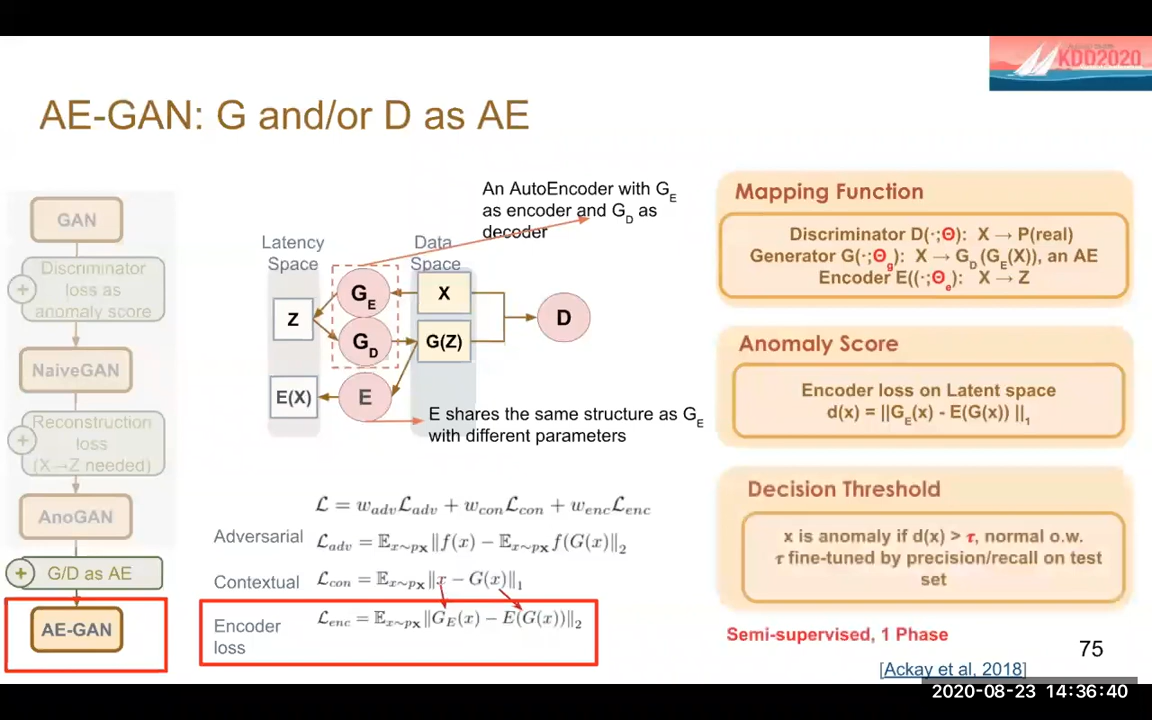 KDD2020
AE-GAN: G and/or D as AE
GAN
+
Discriminator
loss as
anomaly score
NaiveGAN
+
Reconstruction
loss
(X→Z needed)
AnoGAN
+
G/D as AE
AE-GAN
An AutoEncoder with G_E
as encoder and G_D as
decoder
Latency
Space
Data
Space
G_E
X
Z
D
G_D
G(Z)
E(X)
E
E shares the same structure as G_E
with different parameters
ℒ = w_adv ℒ_adv + w_con ℒ_con + w_enc ℒ_enc
Adversarial
ℒ_adv = 𝔼_x∼p_X ‖f(x) − 𝔼_x∼p_X f(G(x)‖_2
Contextual
ℒ_con = 𝔼_x∼p_X ‖x − G(x)‖_1
Encoder
loss
ℒ_enc = 𝔼_x∼p_X ‖G_E(x) − E(G(x))‖_2
Mapping Function
Discriminator D(·;Θ): X → P(real)
Generator G(·;Θ_g): X → G_D(G_E(X)), an AE
Encoder E((·;Θ_e): X → Z
Anomaly Score
Encoder loss on Latent space
d(x) = ||G_E(x) - E(G(x)) ||_1
Decision Threshold
x is anomaly if d(x) > τ, normal o.w.
τ fine-tuned by precision/recall on test
set
Semi-supervised, 1 Phase
75
[Ackay et al, 2018]
2020-08-23 14:36:40